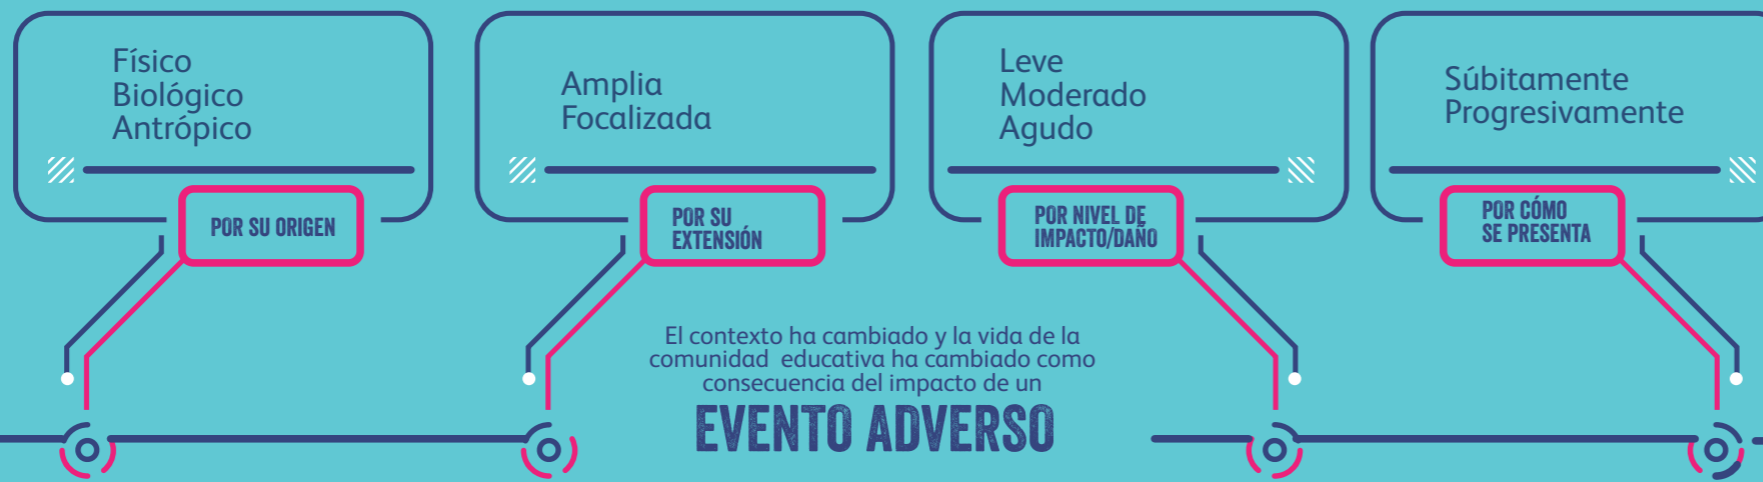 Físico
Biológico
Antrópico
POR SU ORIGEN
Amplia
Focalizada
POR SU
EXTENSIÓN
Leve
Moderado
Agudo
POR NIVEL DE
IMPACTO/DAÑO
Súbitamente
Progresivamente
POR CÓMO
SE PRESENTA
El contexto ha cambiado y la vida de la
comunidad educativa ha cambiado como
consecuencia del impacto de un
EVENTO ADVERSO